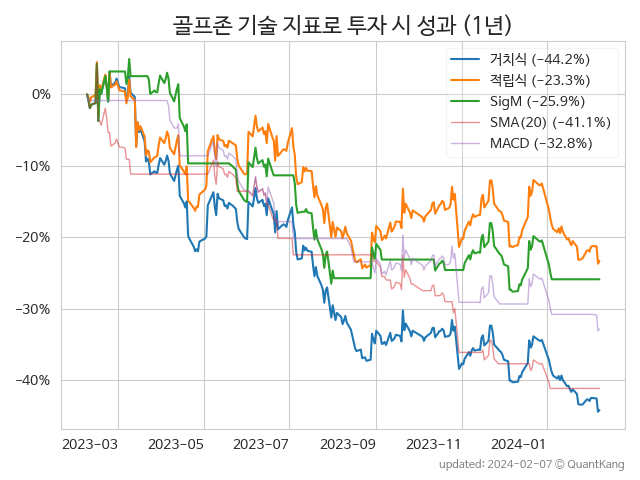 골프존 기술 지표로 투자 시 성과 (1년)
거치식 (−44.2%)
적립식 (−23.3%)
SigM (−25.9%)
SMA(20) (−41.1%)
MACD (−32.8%)
0%
−10%
−20%
−30%
−40%
2023-03 2023-05 2023-07 2023-09 2023-11 2024-01
updated: 2024-02-07 © QuantKang